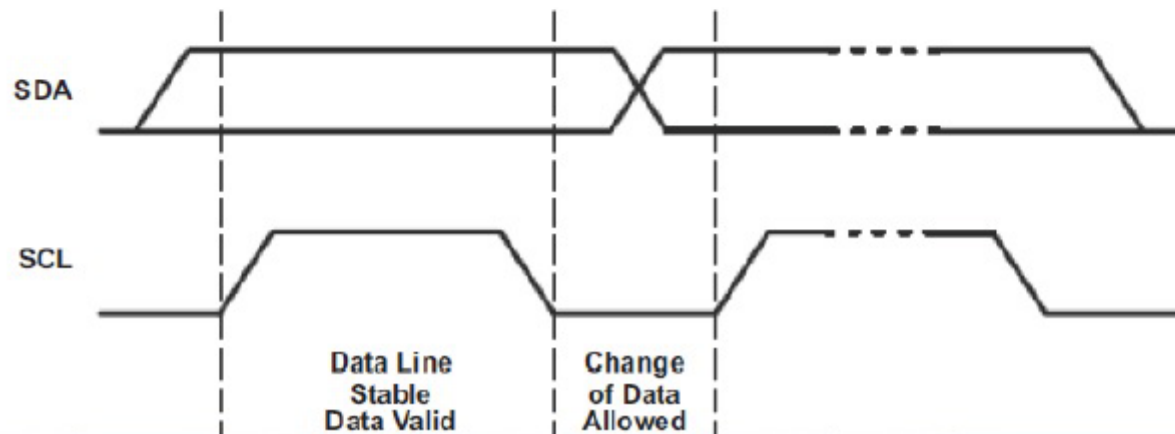 SDA
SCL
Data Line
Stable
Data Valid
Change
of Data
Allowed